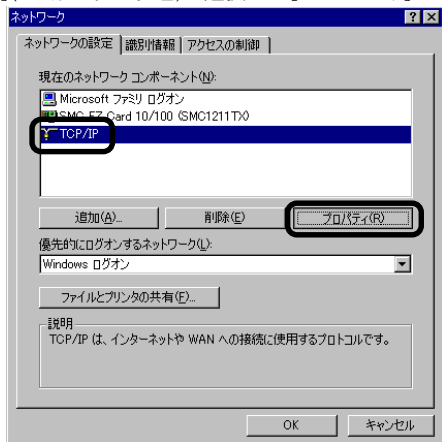 ネットワーク
ネットワークの設定 識別情報 アクセスの制御
現在のネットワーク コンポーネント(N):
Microsoft ファミリ ログオン
SMC EZ Card 10/100 (SMC1211TX)
TCP/IP
追加(A)... 削除(E) プロパティ(R)
優先的にログオンするネットワーク(L):
Windows ログオン
ファイルとプリンタの共有(F)...
説明
TCP/IP は、インターネットや WAN への接続に使用するプロトコルです。
OK キャンセル